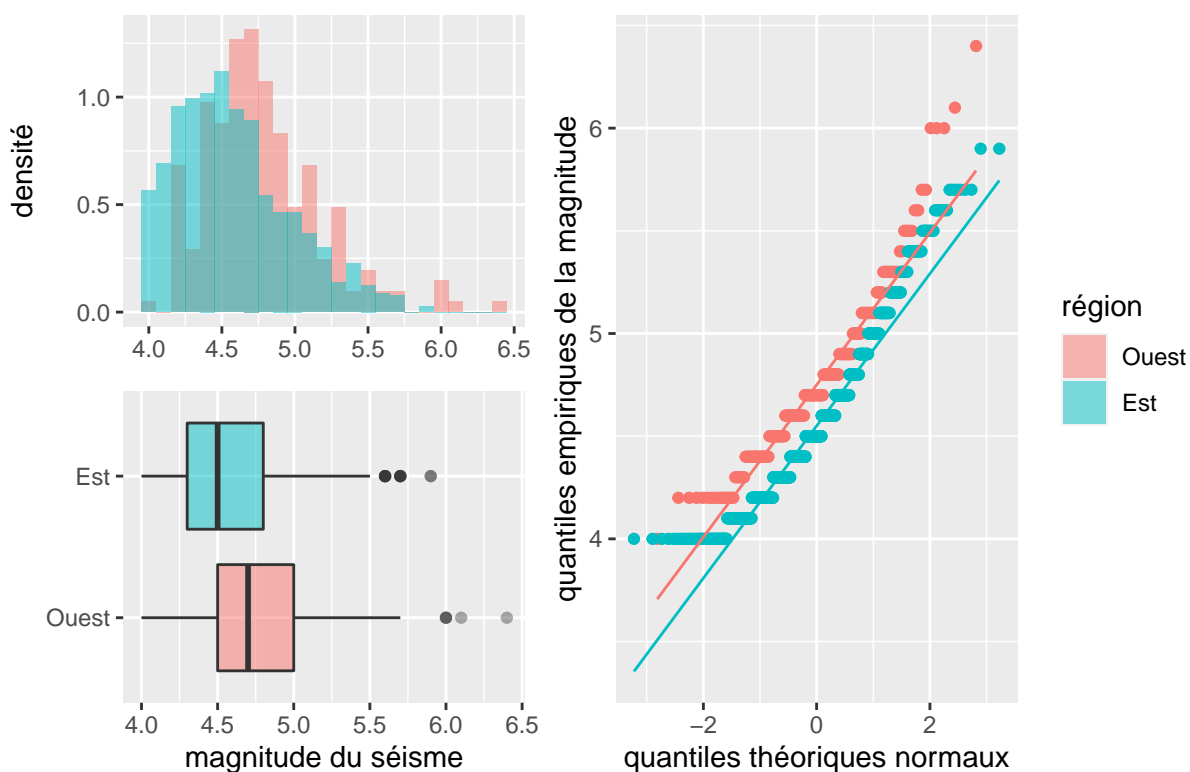 densité
1.0
0.5
0.0
4.0 4.5 5.0 5.5 6.0 6.5
Est
Ouest
4.0 4.5 5.0 5.5 6.0 6.5
magnitude du séisme
quantiles empiriques de la magnitude
6
5
4
−2 0 2
quantiles théoriques normaux
région
Ouest
Est